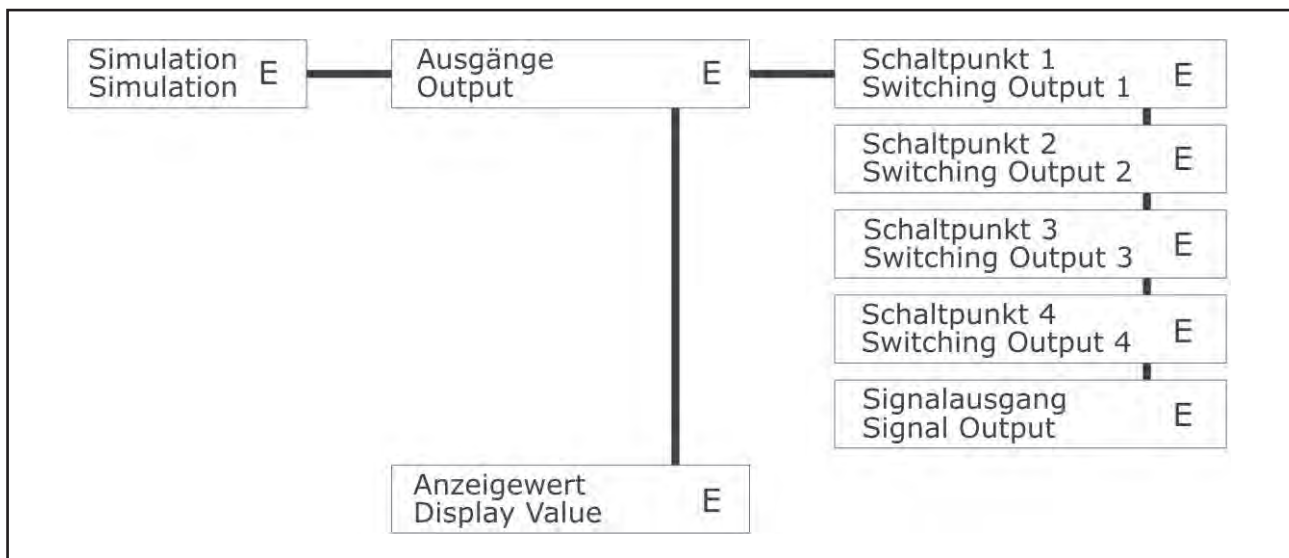 Simulation
Simulation
E
Ausgänge
Output
E
Schaltpunkt 1
Switching Output 1
E
Schaltpunkt 2
Switching Output 2
E
Schaltpunkt 3
Switching Output 3
E
Schaltpunkt 4
Switching Output 4
E
Signalausgang
Signal Output
E
Anzeigewert
Display Value
E